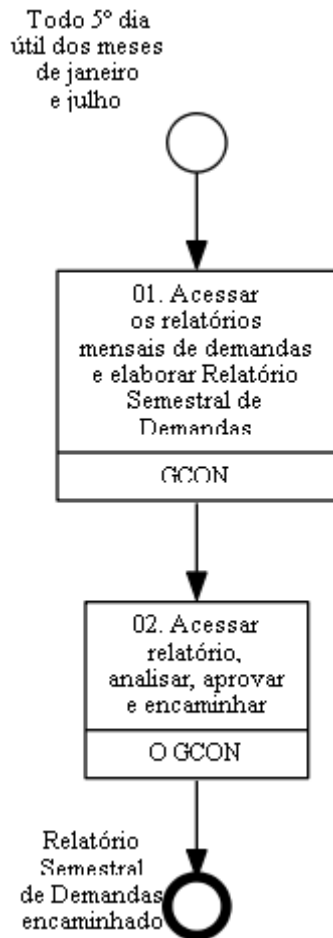 Todo 5º dia
útil dos meses
de janeiro
e julho
01. Acessar
os relatórios
mensais de demandas
e elaborar Relatório
Semestral de
Demandas
GCON
02. Acessar
relatório,
analisar, aprovar
e encaminhar
O GCON
Relatório
Semestral
de Demandas
encaminhado